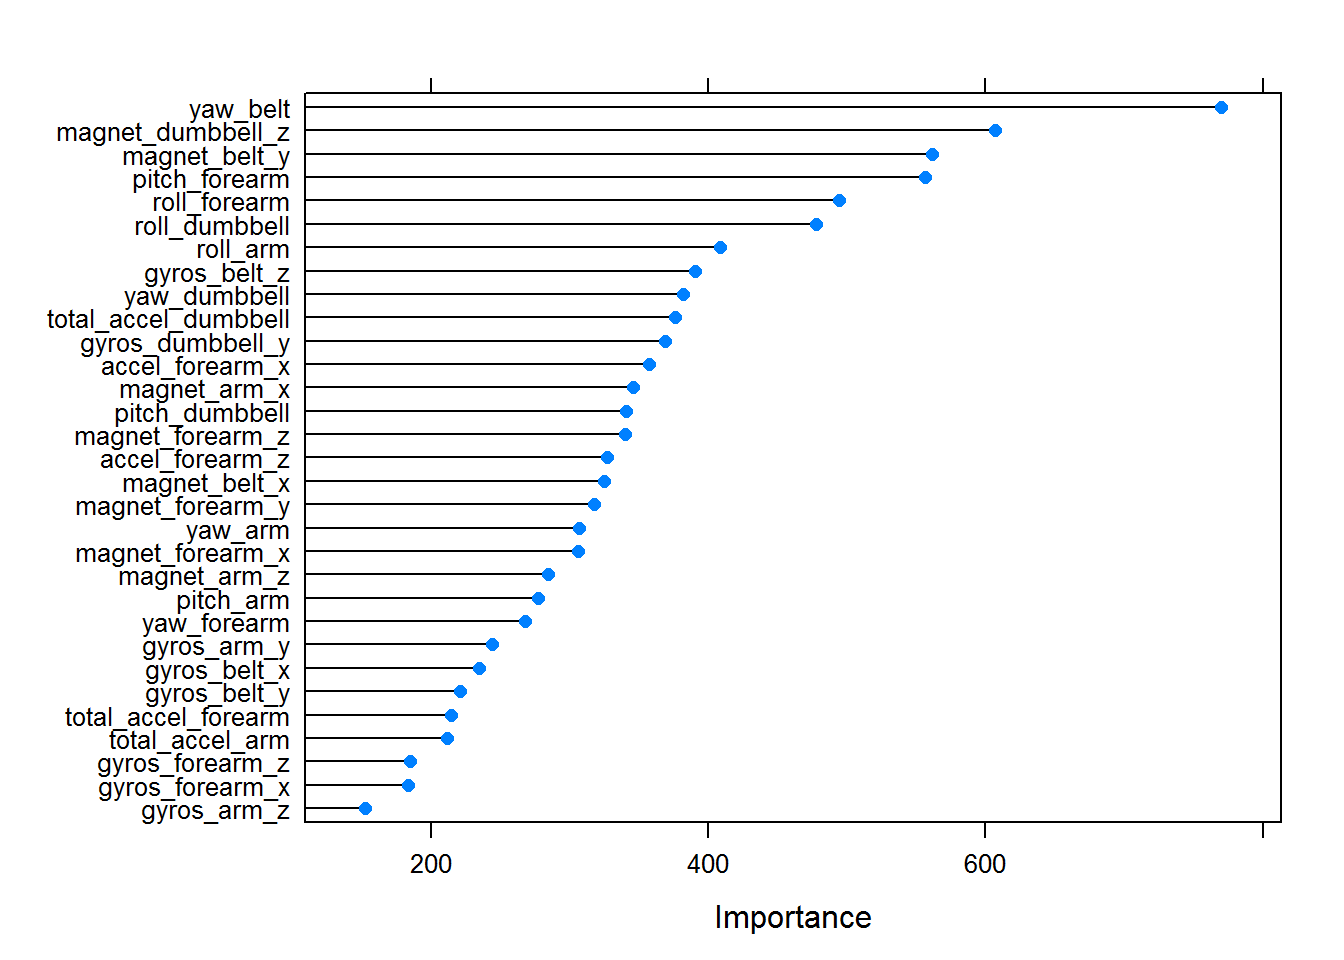 yaw_belt
magnet_dumbbell_z
magnet_belt_y
pitch_forearm
roll_forearm
roll_dumbbell
roll_arm
gyros_belt_z
yaw_dumbbell
total_accel_dumbbell
gyros_dumbbell_y
accel_forearm_x
magnet_arm_x
pitch_dumbbell
magnet_forearm_z
accel_forearm_z
magnet_belt_x
magnet_forearm_y
yaw_arm
magnet_forearm_x
magnet_arm_z
pitch_arm
yaw_forearm
gyros_arm_y
gyros_belt_x
gyros_belt_y
total_accel_forearm
total_accel_arm
gyros_forearm_z
gyros_forearm_x
gyros_arm_z
200 400 600
Importance